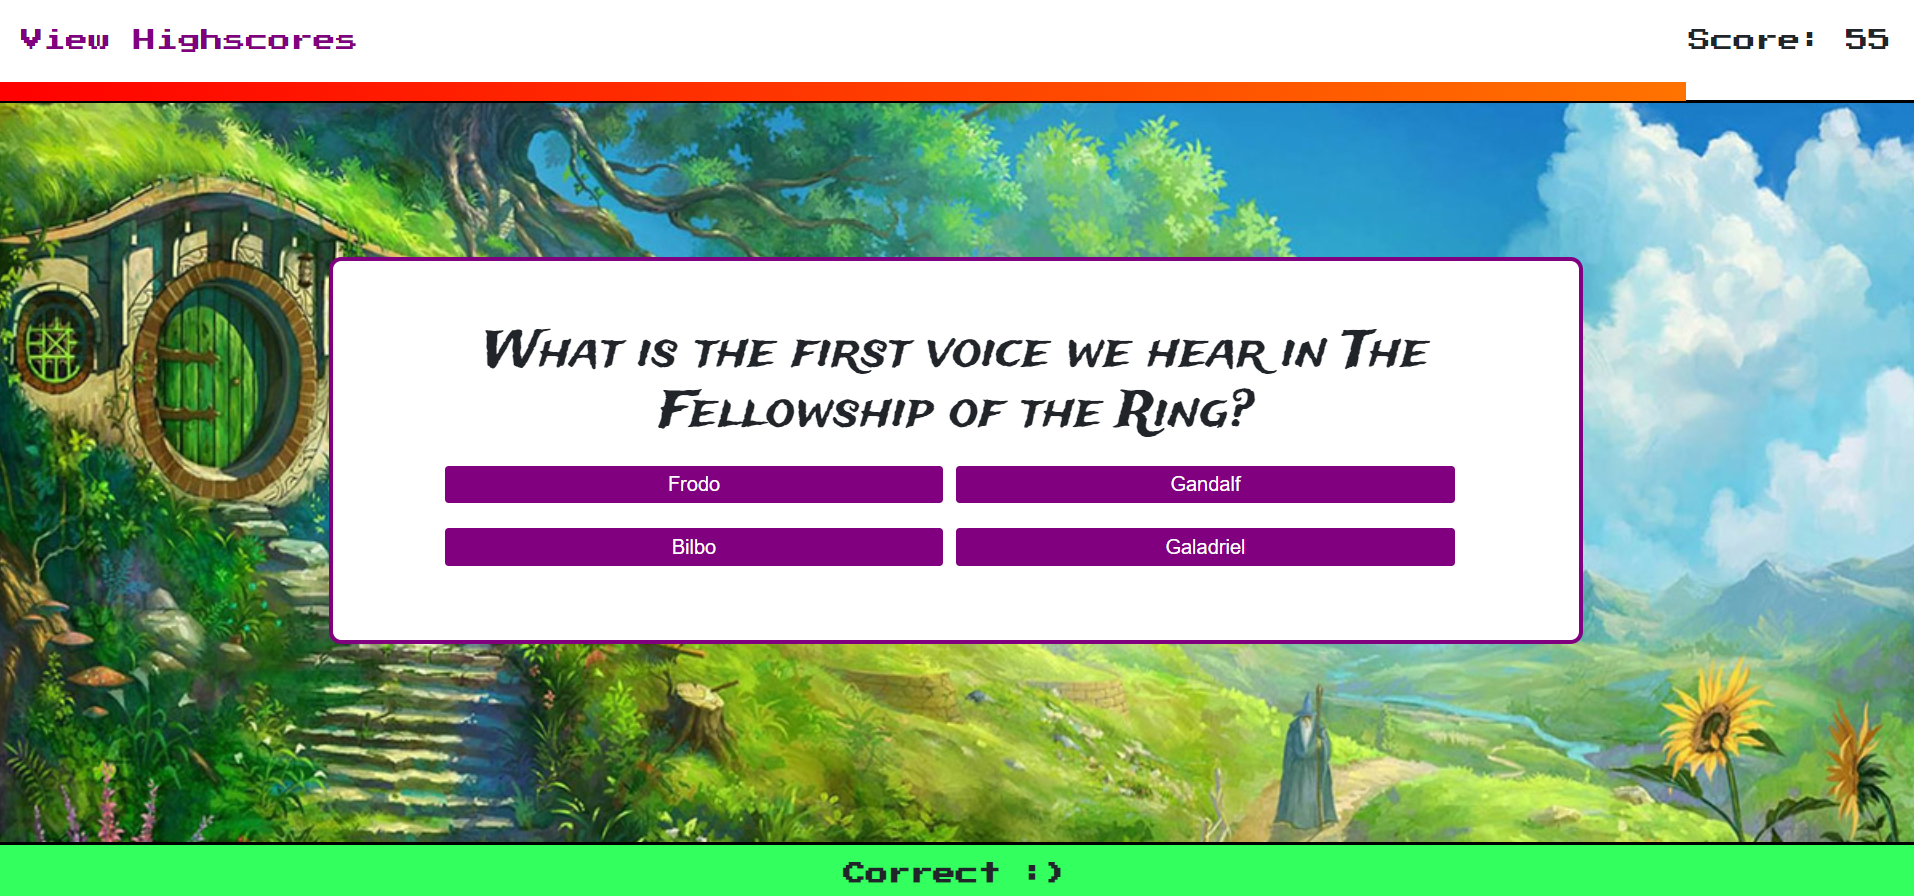 View Highscores
Score: 55
What is the first voice we hear in The
Fellowship of the Ring?
Frodo
Gandalf
Bilbo
Galadriel
Correct :)